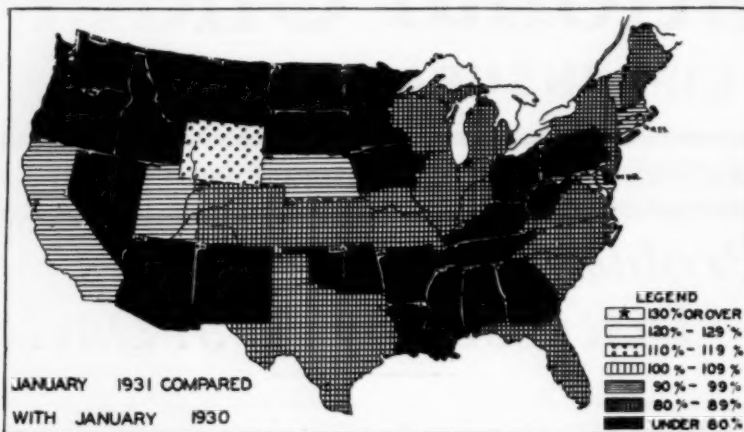 LEGEND
130% OR OVER
120% - 129%
110% - 119%
100% - 109%
90% - 99%
80% - 89%
UNDER 80%
JANUARY 1931 COMPARED
WITH JANUARY 1930